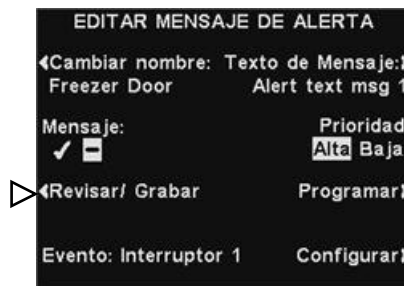 EDITAR MENSAJE DE ALERTA
Cambiar nombre: Texto de Mensaje:
Freezer Door Alert text msg 1
Mensaje: Prioridad
Alta Baja
Revisar/ Grabar Programar
Evento: Interruptor 1 Configurar